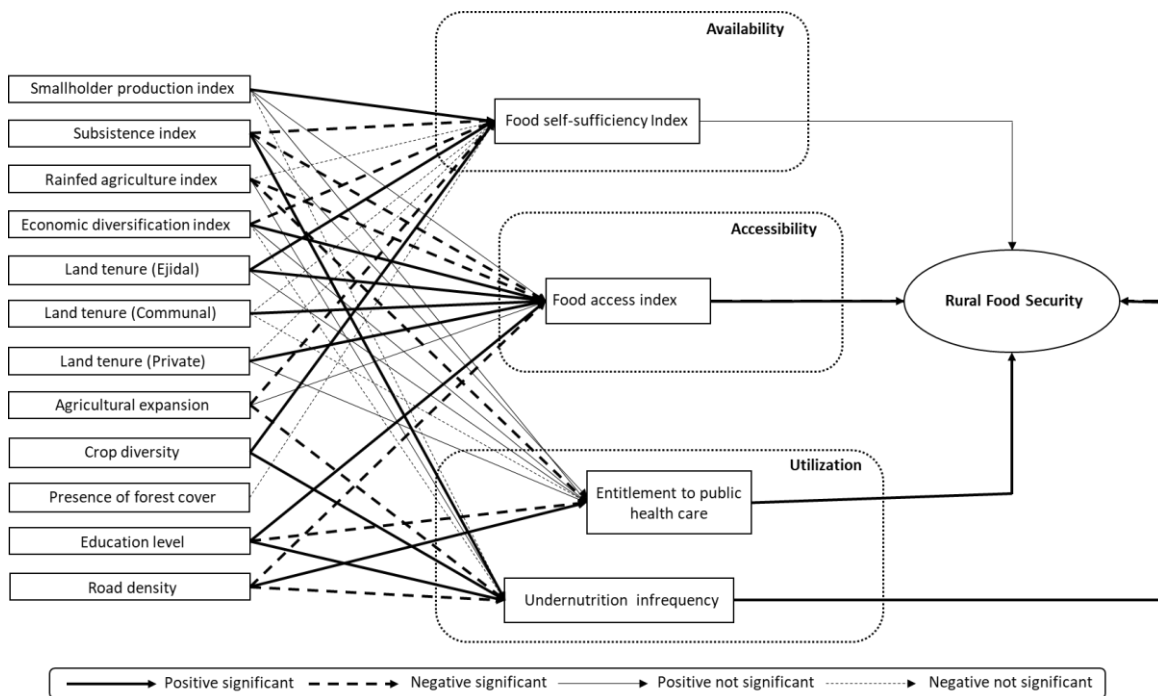 Availability
Smallholder production index
Subsistence index
Rainfed agriculture index
Economic diversification index
Land tenure (Ejidal)
Land tenure (Communal)
Land tenure (Private)
Agricultural expansion
Crop diversity
Presence of forest cover
Education level
Road density
Food self-sufficiency Index
Accessibility
Food access index
Utilization
Entitlement to public
health care
Undernutrition infrequency
Rural Food Security
Positive significant
Negative significant
Positive not significant
Negative not significant